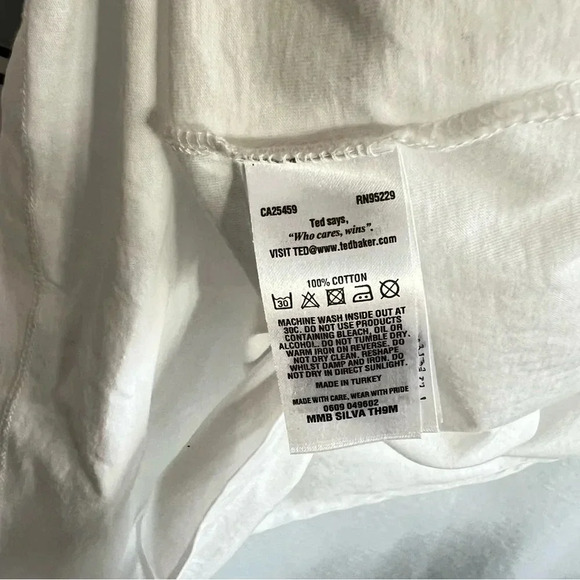 CA25459 RN95229
Ted says,
"Who cares, wins".
VISIT TED@www.tedbaker.com
100% COTTON
30
MACHINE WASH INSIDE OUT AT
30C. DO NOT USE PRODUCTS
CONTAINING BLEACH, OIL OR
ALCOHOL. DO NOT TUMBLE DRY.
WARM IRON ON REVERSE. DO
NOT DRY CLEAN. RESHAPE
WHILST DAMP AND IRON. DO
NOT DRY IN DIRECT SUNLIGHT.
MADE IN TURKEY
MADE WITH CARE, WEAR WITH PRIDE
0609 049602
MMB SILVA TH9M